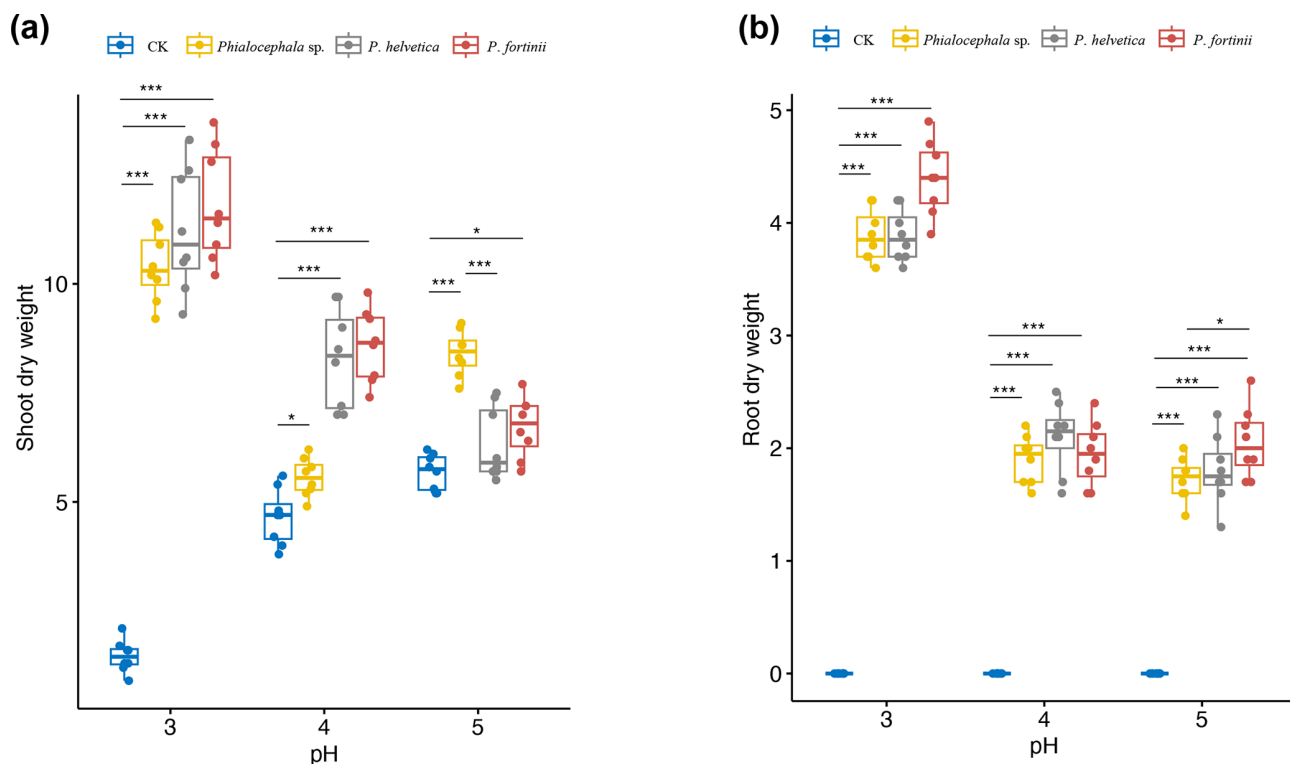 (a)
CK Phialocephala sp. P. helvetica P. fortinii
***
***
***
***
***
*
*
***
***
10
5
Shoot dry weight
3 4 5
pH
(b)
CK Phialocephala sp. P. helvetica P. fortinii
***
***
***
***
***
***
*
***
***
***
5
4
3
2
1
0
Root dry weight
3 4 5
pH